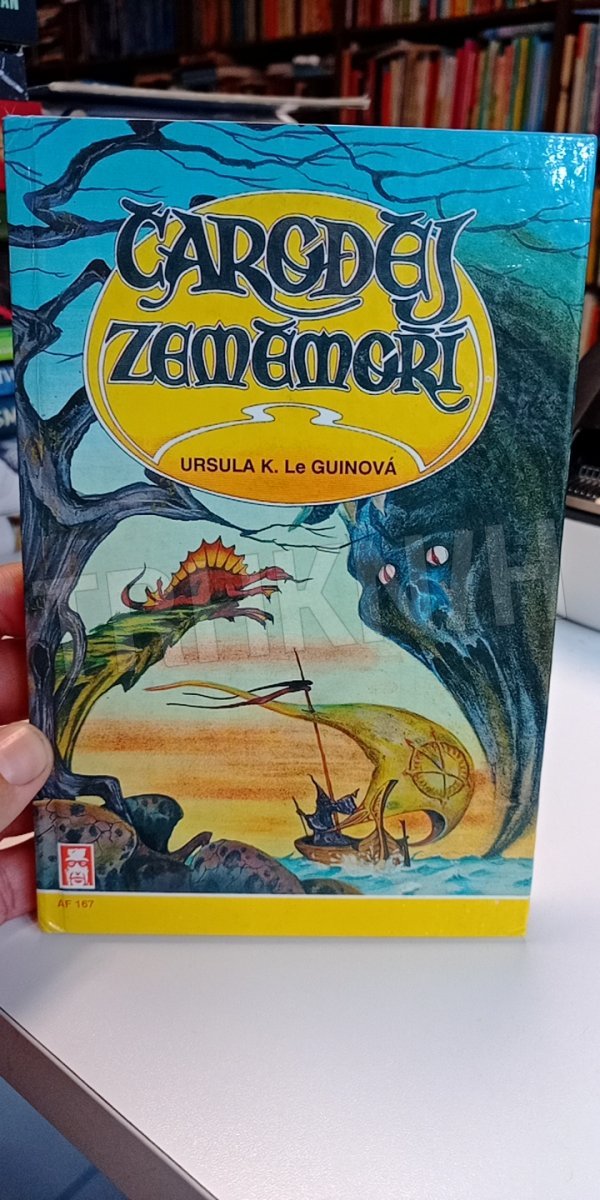 ČARODĚJ
ZEMĚMOŘÍ
URSULA K. Le GUINOVÁ
AF 167